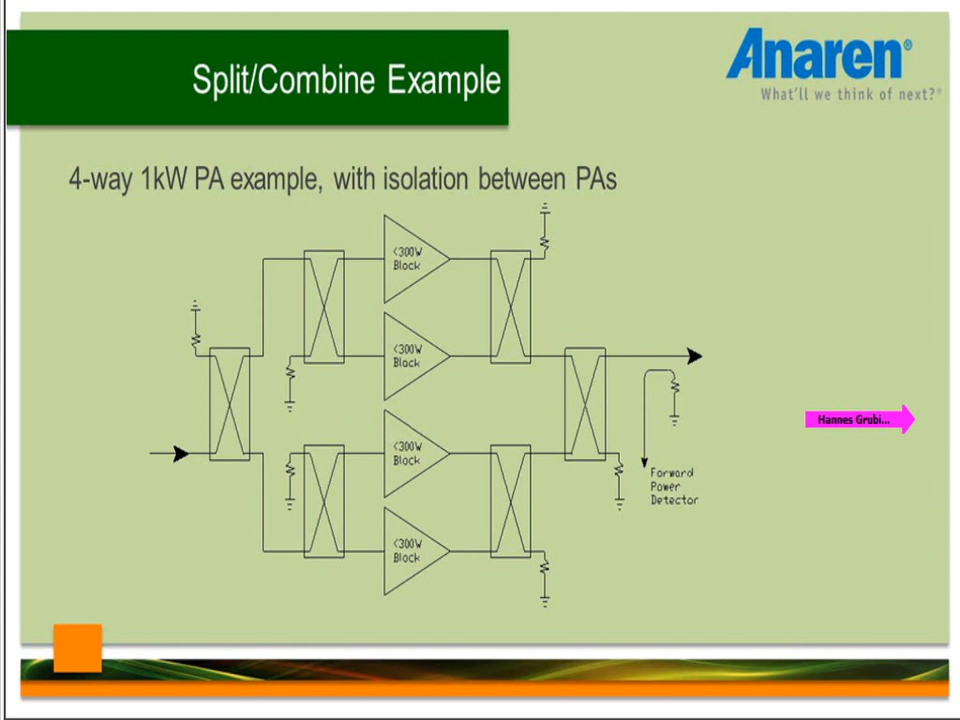 Split/Combine Example
Anaren®
What'll we think of next?®
4-way 1kW PA example, with isolation between PAs
<300W
Block
<300W
Block
<300W
Block
<300W
Block
Hannes Grubi...
Forward
Power
Detector